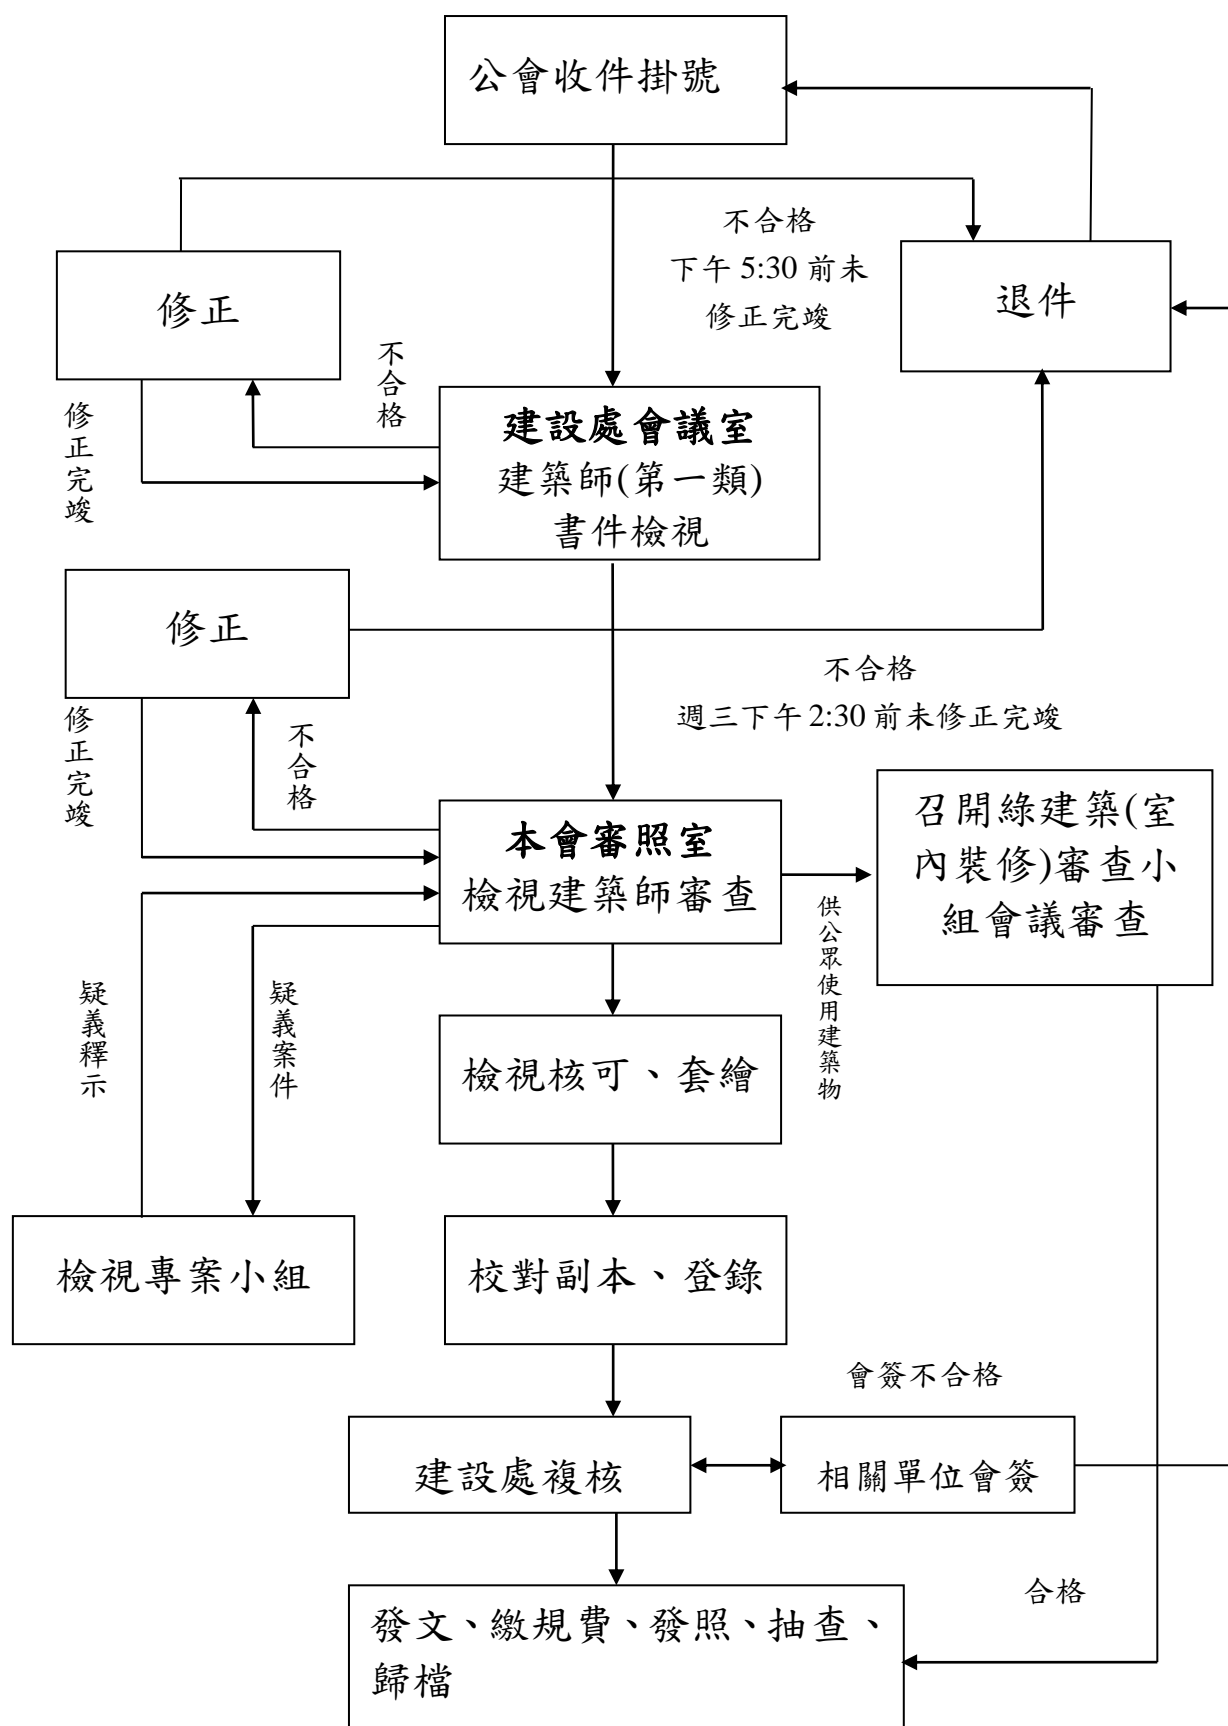 公會收件掛號
不合格
下午 5:30 前未
修正完竣
退件
修正
不合格
修正完竣
建設處會議室
建築師(第一類)
書件檢視
修正
不合格
週三下午 2:30 前未修正完竣
修正完竣
不合格
本會審照室
檢視建築師審查
供公眾使用建築物
召開綠建築(室
內裝修)審查小
組會議審查
疑義釋示
疑義案件
檢視核可、套繪
檢視專案小組
校對副本、登錄
會簽不合格
建設處複核
相關單位會簽
合格
發文、繳規費、發照、抽查、
歸檔